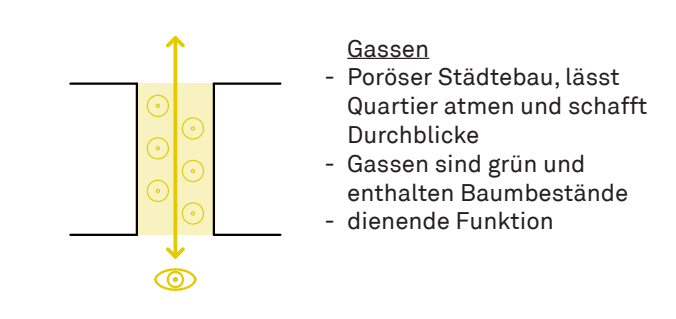 Gassen
- Poröser Städtebau, lässt
Quartier atmen und schafft
Durchblicke
- Gassen sind grün und
enthalten Baumbestände
- dienende Funktion